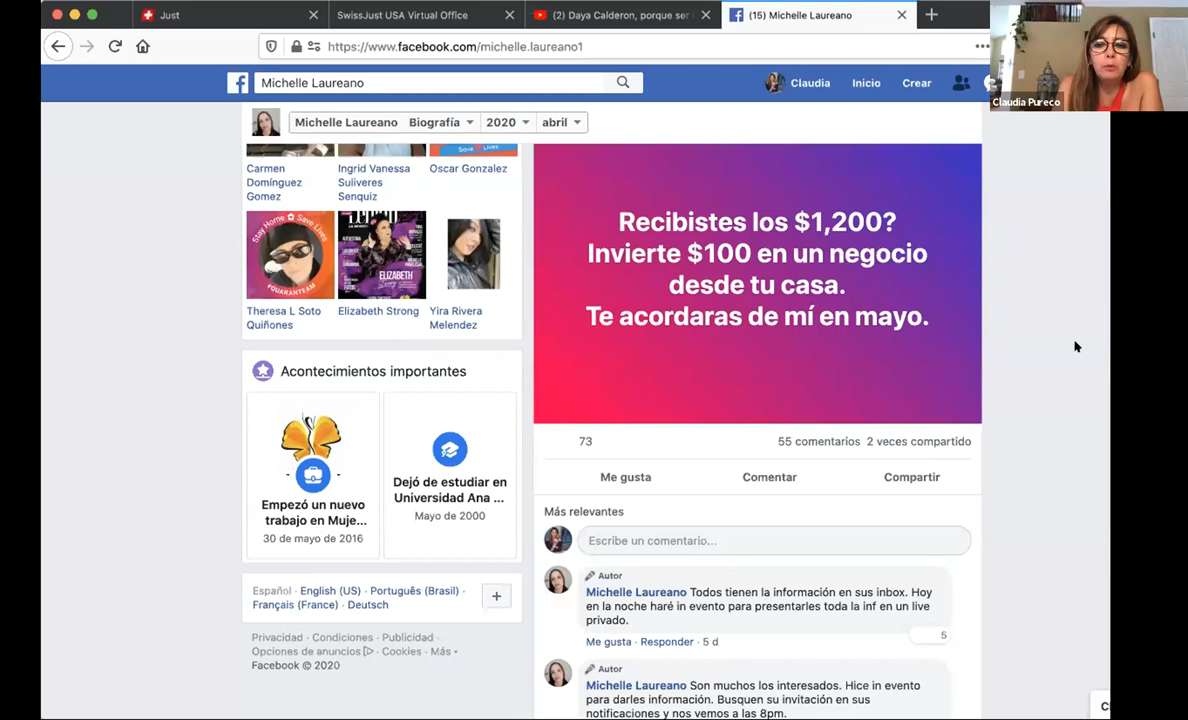 Just
SwissJust USA Virtual Office
(2) Daya Calderon, porque ser
(15) Michelle Laureano
https://www.facebook.com/michelle.laureano1
Claudia Pureco
Michelle Laureano
Claudia Inicio Crear
Michelle Laureano Biografía 2020 abril
Save Lives
Carmen
Domínguez
Gomez
Ingrid Vanessa
Suliveres
Senquiz
Oscar Gonzalez
Stay Home Save Lives
#QUARANTEAM
ELIZABETH
Theresa L Soto
Quiñones
Elizabeth Strong
Yira Rivera
Melendez
Acontecimientos importantes
Empezó un nuevo
trabajo en Muje...
30 de mayo de 2016
Dejó de estudiar en
Universidad Ana ...
Mayo de 2000
Español · English (US) · Português (Brasil) ·
Français (France) · Deutsch
Privacidad · Condiciones · Publicidad ·
Opciones de anuncios · Cookies · Más
Facebook © 2020
Recibistes los $1,200?
Invierte $100 en un negocio
desde tu casa.
Te acordaras de mí en mayo.
73
55 comentarios 2 veces compartido
Me gusta Comentar Compartir
Más relevantes
Escribe un comentario...
Autor
Michelle Laureano Todos tienen la información en sus inbox. Hoy
en la noche haré in evento para presentarles toda la inf en un live
privado.
5
Me gusta · Responder · 5 d
Autor
Michelle Laureano Son muchos los interesados. Hice in evento
para darles información. Busquen su invitación en sus
notificaciones y nos vemos a las 8pm.